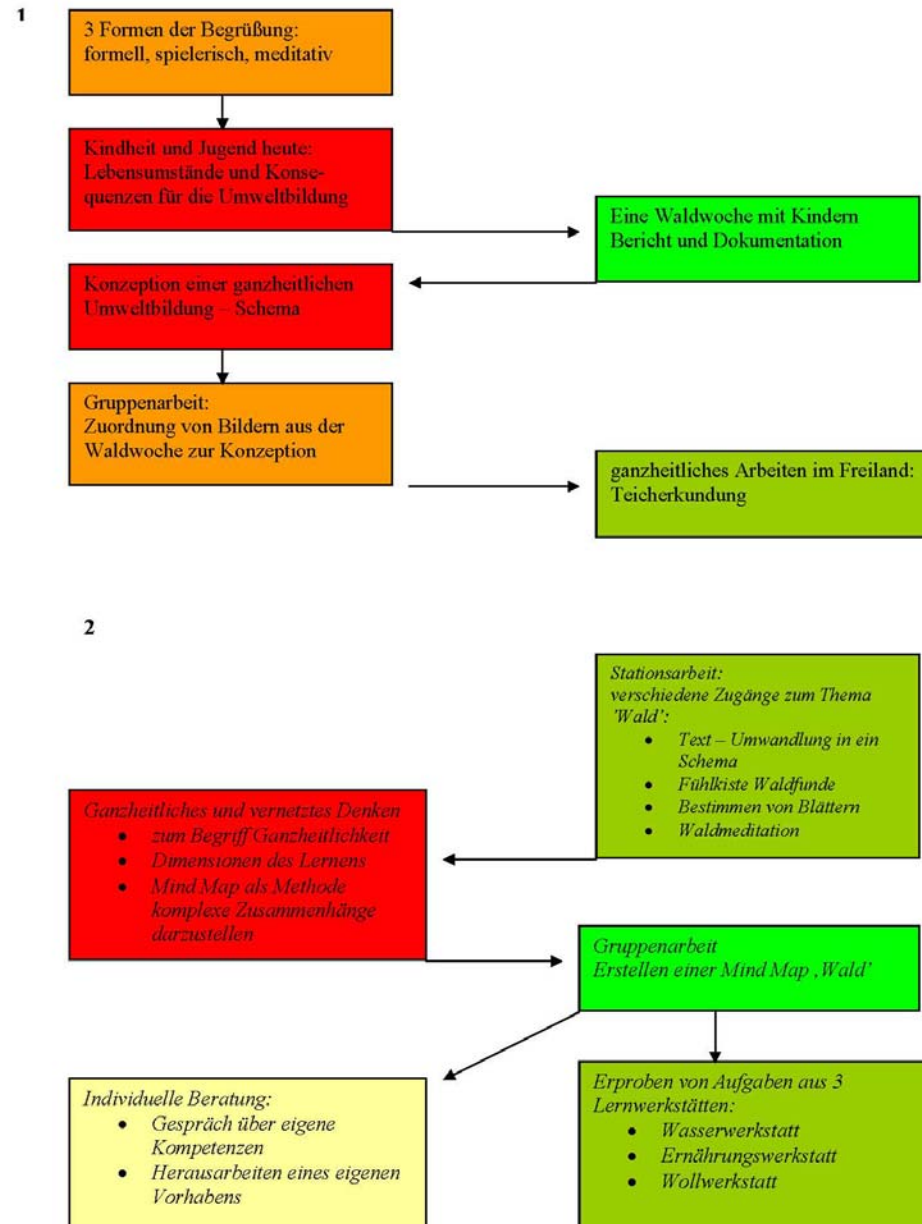 1
3 Formen der Begrüßung:
formell, spielerisch, meditativ
Kindheit und Jugend heute:
Lebensumstände und Konse-
quenzen für die Umweltbildung
Eine Waldwoche mit Kindern
Bericht und Dokumentation
Konzeption einer ganzheitlichen
Umweltbildung – Schema
Gruppenarbeit:
Zuordnung von Bildern aus der
Waldwoche zur Konzeption
ganzheitliches Arbeiten im Freiland:
Teicherkundung
2
Stationsarbeit:
verschiedene Zugänge zum Thema
'Wald':
• Text – Umwandlung in ein
Schema
• Fühlkiste Waldfunde
• Bestimmen von Blättern
• Waldmeditation
Ganzheitliches und vernetztes Denken
• zum Begriff Ganzheitlichkeit
• Dimensionen des Lernens
• Mind Map als Methode
komplexe Zusammenhänge
darzustellen
Gruppenarbeit
Erstellen einer Mind Map ‚Wald'
Individuelle Beratung:
• Gespräch über eigene
Kompetenzen
• Herausarbeiten eines eigenen
Vorhabens
Erproben von Aufgaben aus 3
Lernwerkstätten:
• Wasserwerkstatt
• Ernährungswerkstatt
• Wollwerkstatt